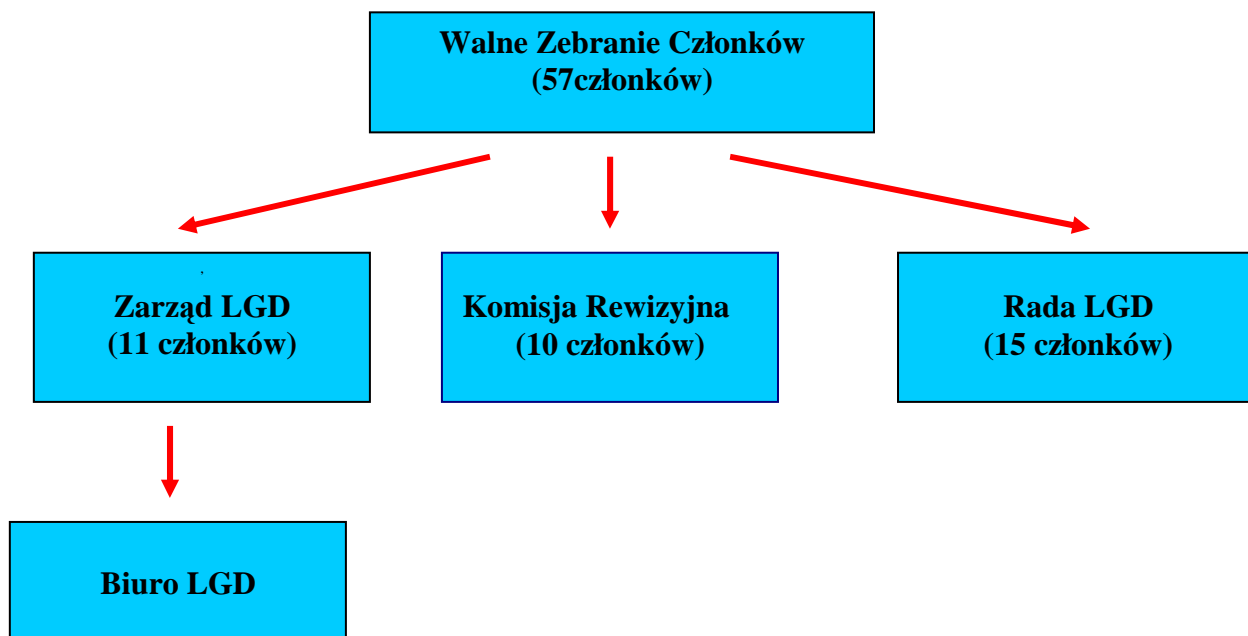 Walne Zebranie Członków
(57członków)
Zarząd LGD
(11 członków)
Komisja Rewizyjna
(10 członków)
Rada LGD
(15 członków)
Biuro LGD